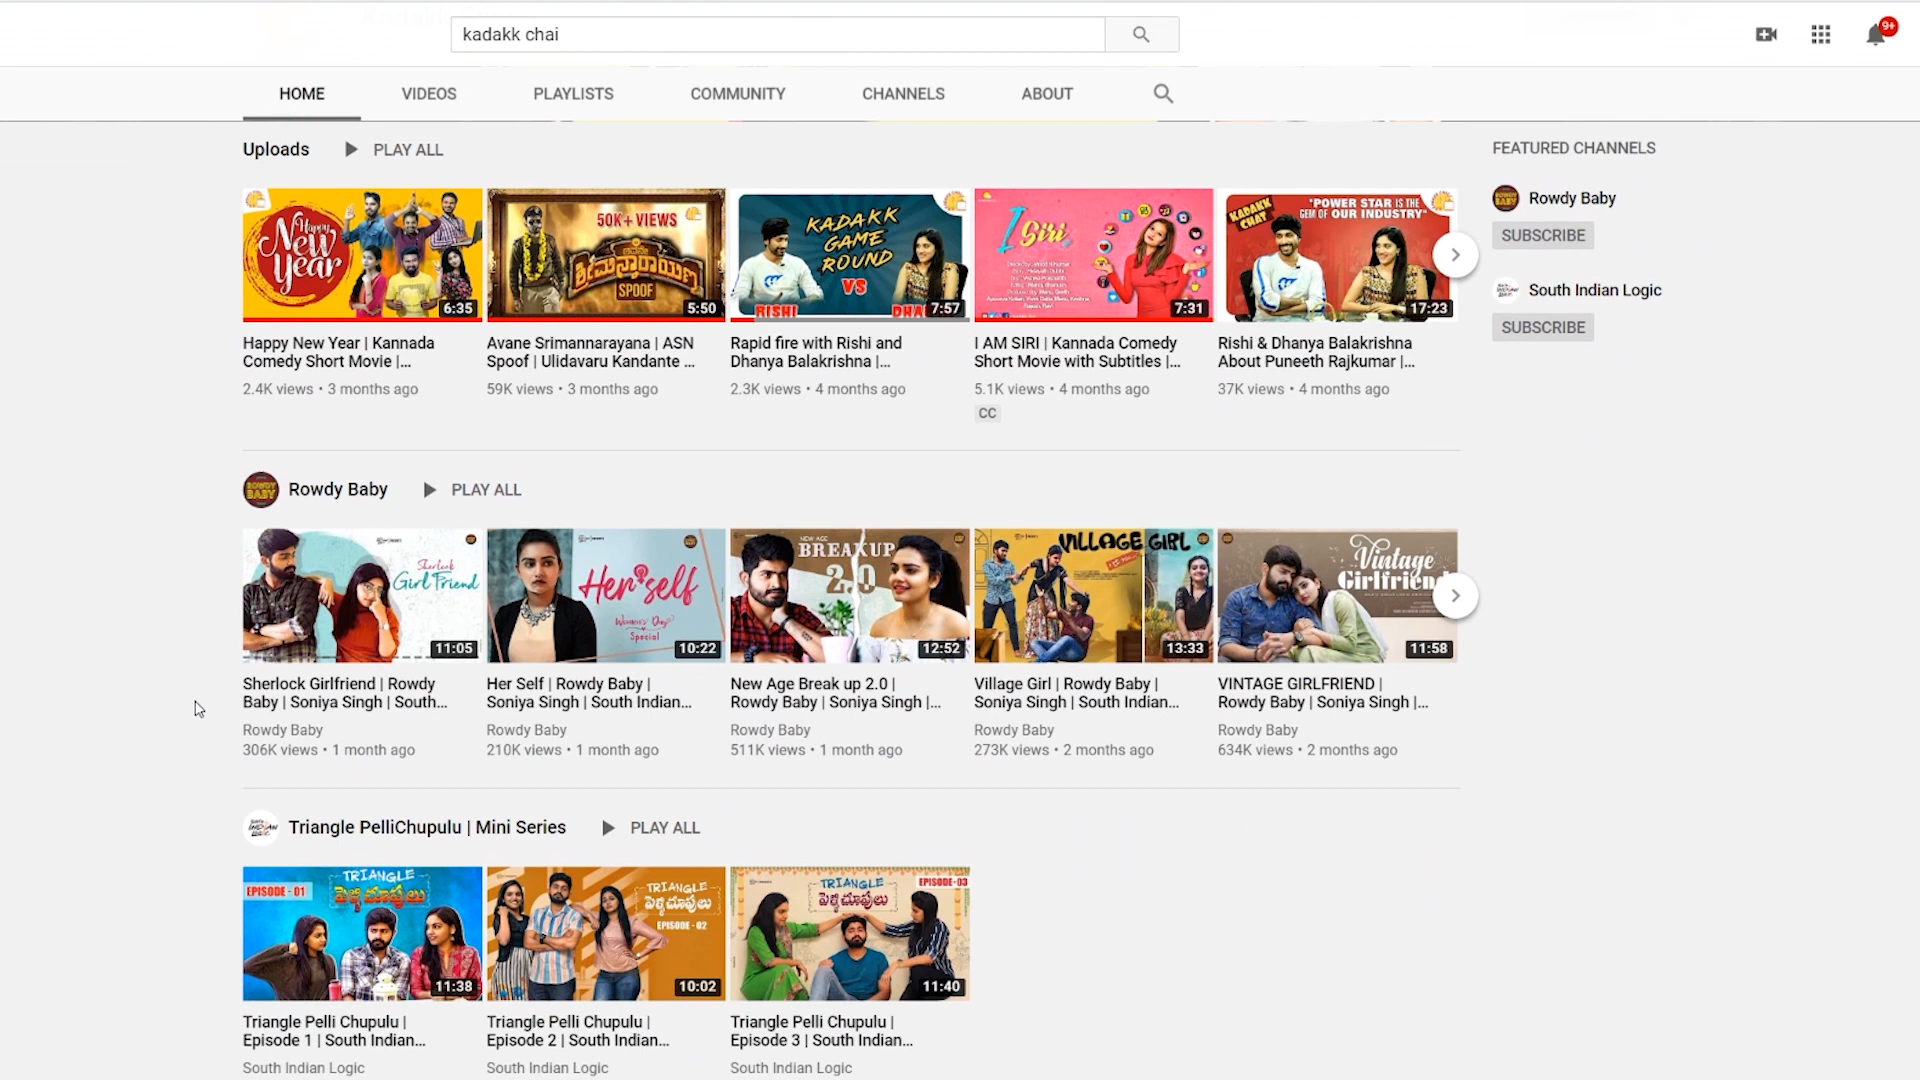 kadakk chai
9+
HOME
VIDEOS
PLAYLISTS
COMMUNITY
CHANNELS
ABOUT
Uploads
PLAY ALL
FEATURED CHANNELS
Rowdy Baby
SUBSCRIBE
South Indian Logic
SUBSCRIBE
Happy
New
Year
6:35
50K+ VIEWS
ಶ್ರೀಮನ್ನಾರಾಯಣ
SPOOF
5:50
KADAKK
GAME
ROUND
VS
RISHI
DHA
7:57
I Siri
7:31
KADAKK
CHAT
"POWER STAR IS THE
GEM OF OUR INDUSTRY"
17:23
Happy New Year | Kannada
Comedy Short Movie |...
2.4K views • 3 months ago
Avane Srimannarayana | ASN
Spoof | Ulidavaru Kandante ...
59K views • 3 months ago
Rapid fire with Rishi and
Dhanya Balakrishna |...
2.3K views • 4 months ago
I AM SIRI | Kannada Comedy
Short Movie with Subtitles |...
5.1K views • 4 months ago
CC
Rishi & Dhanya Balakrishna
About Puneeth Rajkumar |...
37K views • 4 months ago
ROWDY
BABY
Rowdy Baby
PLAY ALL
Sherlock
Girl Friend
11:05
Her self
Women's Day
Special
10:22
NEW AGE
BREAKUP
2.0
12:52
VILLAGE GIRL
13:33
Vintage
Girlfriend
11:58
Sherlock Girlfriend | Rowdy
Baby | Soniya Singh | South...
Rowdy Baby
306K views • 1 month ago
Her Self | Rowdy Baby |
Soniya Singh | South Indian...
Rowdy Baby
210K views • 1 month ago
New Age Break up 2.0 |
Rowdy Baby | Soniya Singh |...
Rowdy Baby
511K views • 1 month ago
Village Girl | Rowdy Baby |
Soniya Singh | South Indian...
Rowdy Baby
273K views • 2 months ago
VINTAGE GIRLFRIEND |
Rowdy Baby | Soniya Singh |...
Rowdy Baby
634K views • 2 months ago
Triangle PelliChupulu | Mini Series
PLAY ALL
EPISODE - 01
TRIANGLE
పెళ్ళిచూపులు
11:38
TRIANGLE
పెళ్ళిచూపులు
EPISODE - 02
10:02
TRIANGLE
పెళ్ళిచూపులు
EPISODE-03
11:40
Triangle Pelli Chupulu |
Episode 1 | South Indian...
South Indian Logic
Triangle Pelli Chupulu |
Episode 2 | South Indian...
South Indian Logic
Triangle Pelli Chupulu |
Episode 3 | South Indian...
South Indian Logic